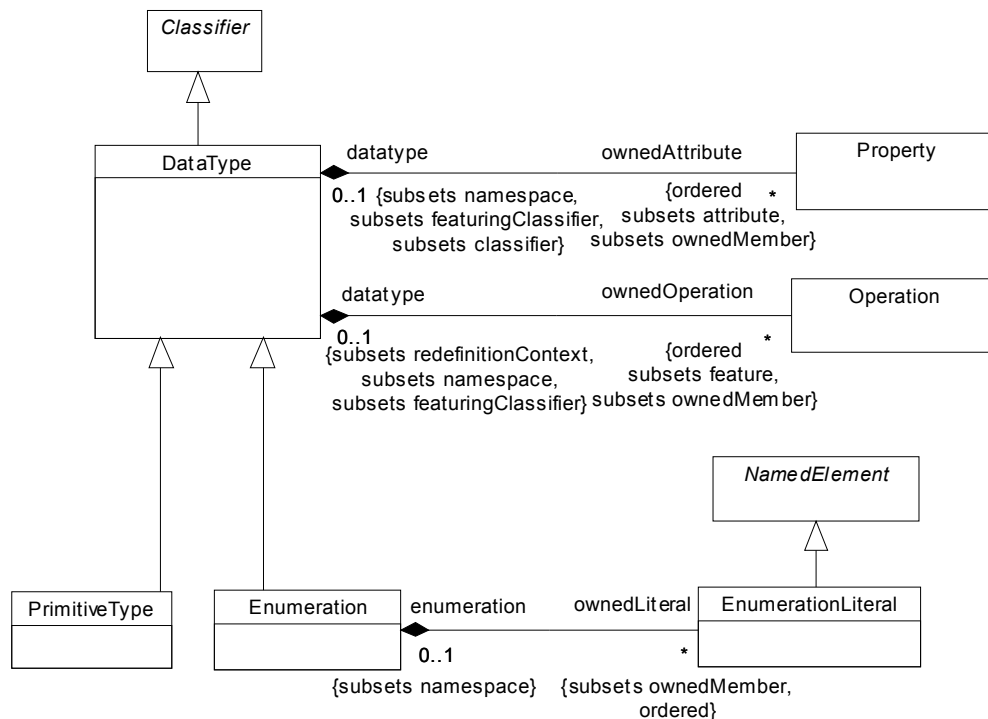 Classifier
DataType
datatype
ownedAttribute
Property
0..1 {subsets namespace,
subsets featuringClassifier,
subsets classifier}
{ordered *
subsets attribute,
subsets ownedMember}
datatype
ownedOperation
Operation
0..1
{subsets redefinitionContext,
subsets namespace,
subsets featuringClassifier}
*
{ordered
subsets feature,
subsets ownedMember}
NamedElement
PrimitiveType
Enumeration
enumeration
ownedLiteral
EnumerationLiteral
0..1
*
{subsets namespace}
{subsets ownedMember,
ordered}